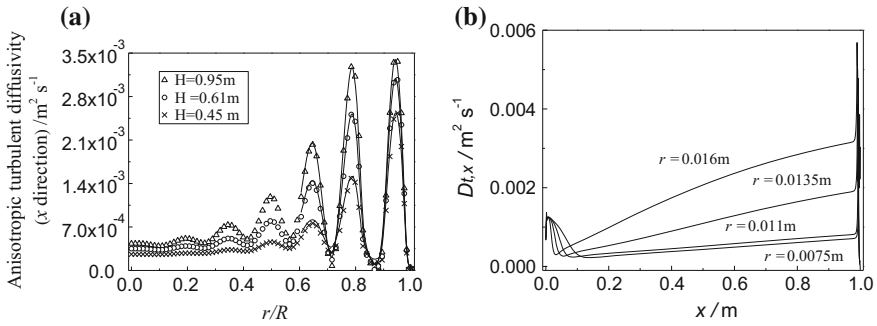 (a)
Anisotropic turbulent diffusivity
(x direction) /m² s⁻¹
3.5x10⁻³
2.8x10⁻³
2.1x10⁻³
1.4x10⁻³
7.0x10⁻⁴
0.0
H=0.95m
H =0.61m
H=0.45 m
0.0 0.2 0.4 0.6 0.8 1.0
r/R
(b)
Dt,x / m² s⁻¹
0.006
0.004
0.002
0.000
r = 0.016m
r = 0.0135m
r = 0.011m
r = 0.0075m
0.0 0.2 0.4 0.6 0.8 1.0
x / m